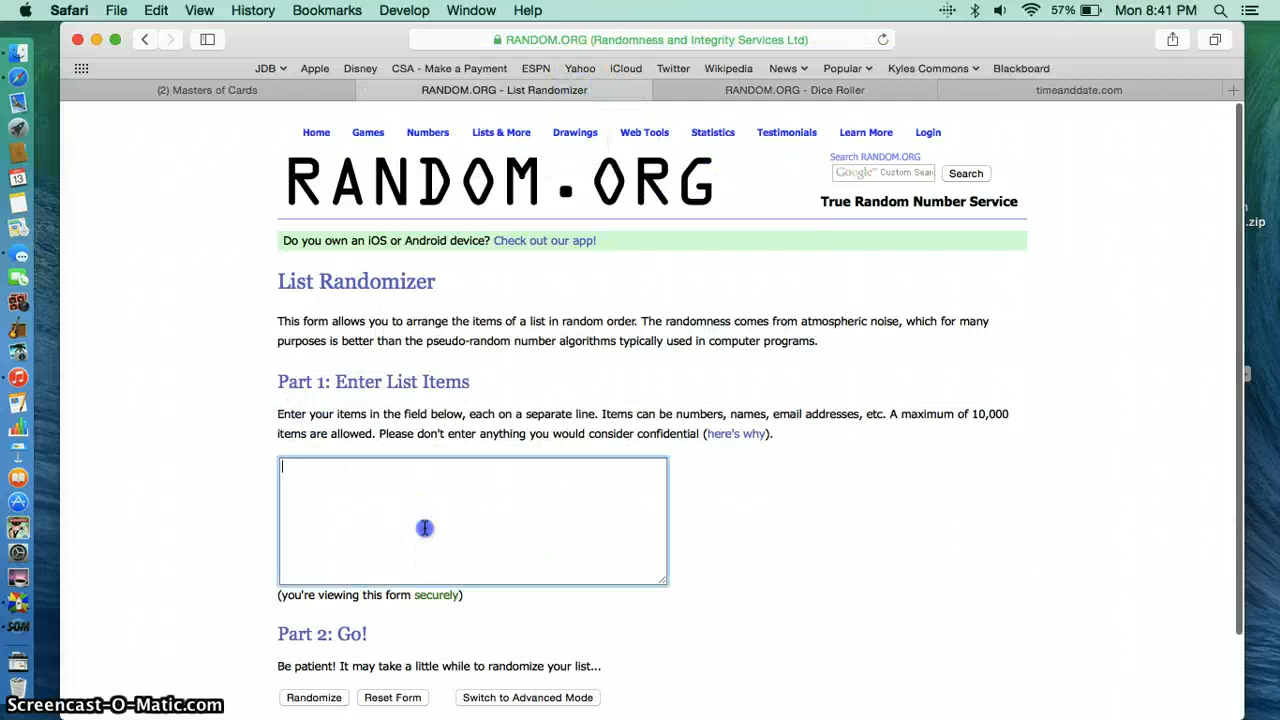 Safari File Edit View History Bookmarks Develop Window Help 57% Mon 8:41 PM
RANDOM.ORG (Randomness and Integrity Services Ltd)
JDB Apple Disney CSA - Make a Payment ESPN Yahoo iCloud Twitter Wikipedia News Popular Kyles Commons Blackboard
(2) Masters of Cards RANDOM.ORG - List Randomizer RANDOM.ORG - Dice Roller timeanddate.com
Home Games Numbers Lists & More Drawings Web Tools Statistics Testimonials Learn More Login
Search RANDOM.ORG
RANDOM.ORG
Google™ Custom Sear Search
True Random Number Service
.zip
Do you own an iOS or Android device? Check out our app!
List Randomizer
This form allows you to arrange the items of a list in random order. The randomness comes from atmospheric noise, which for many
purposes is better than the pseudo-random number algorithms typically used in computer programs.
Part 1: Enter List Items
Enter your items in the field below, each on a separate line. Items can be numbers, names, email addresses, etc. A maximum of 10,000
items are allowed. Please don't enter anything you would consider confidential (here's why).
(you're viewing this form securely)
Part 2: Go!
Be patient! It may take a little while to randomize your list...
Randomize Reset Form Switch to Advanced Mode
13
SOM
Screencast-O-Matic.com